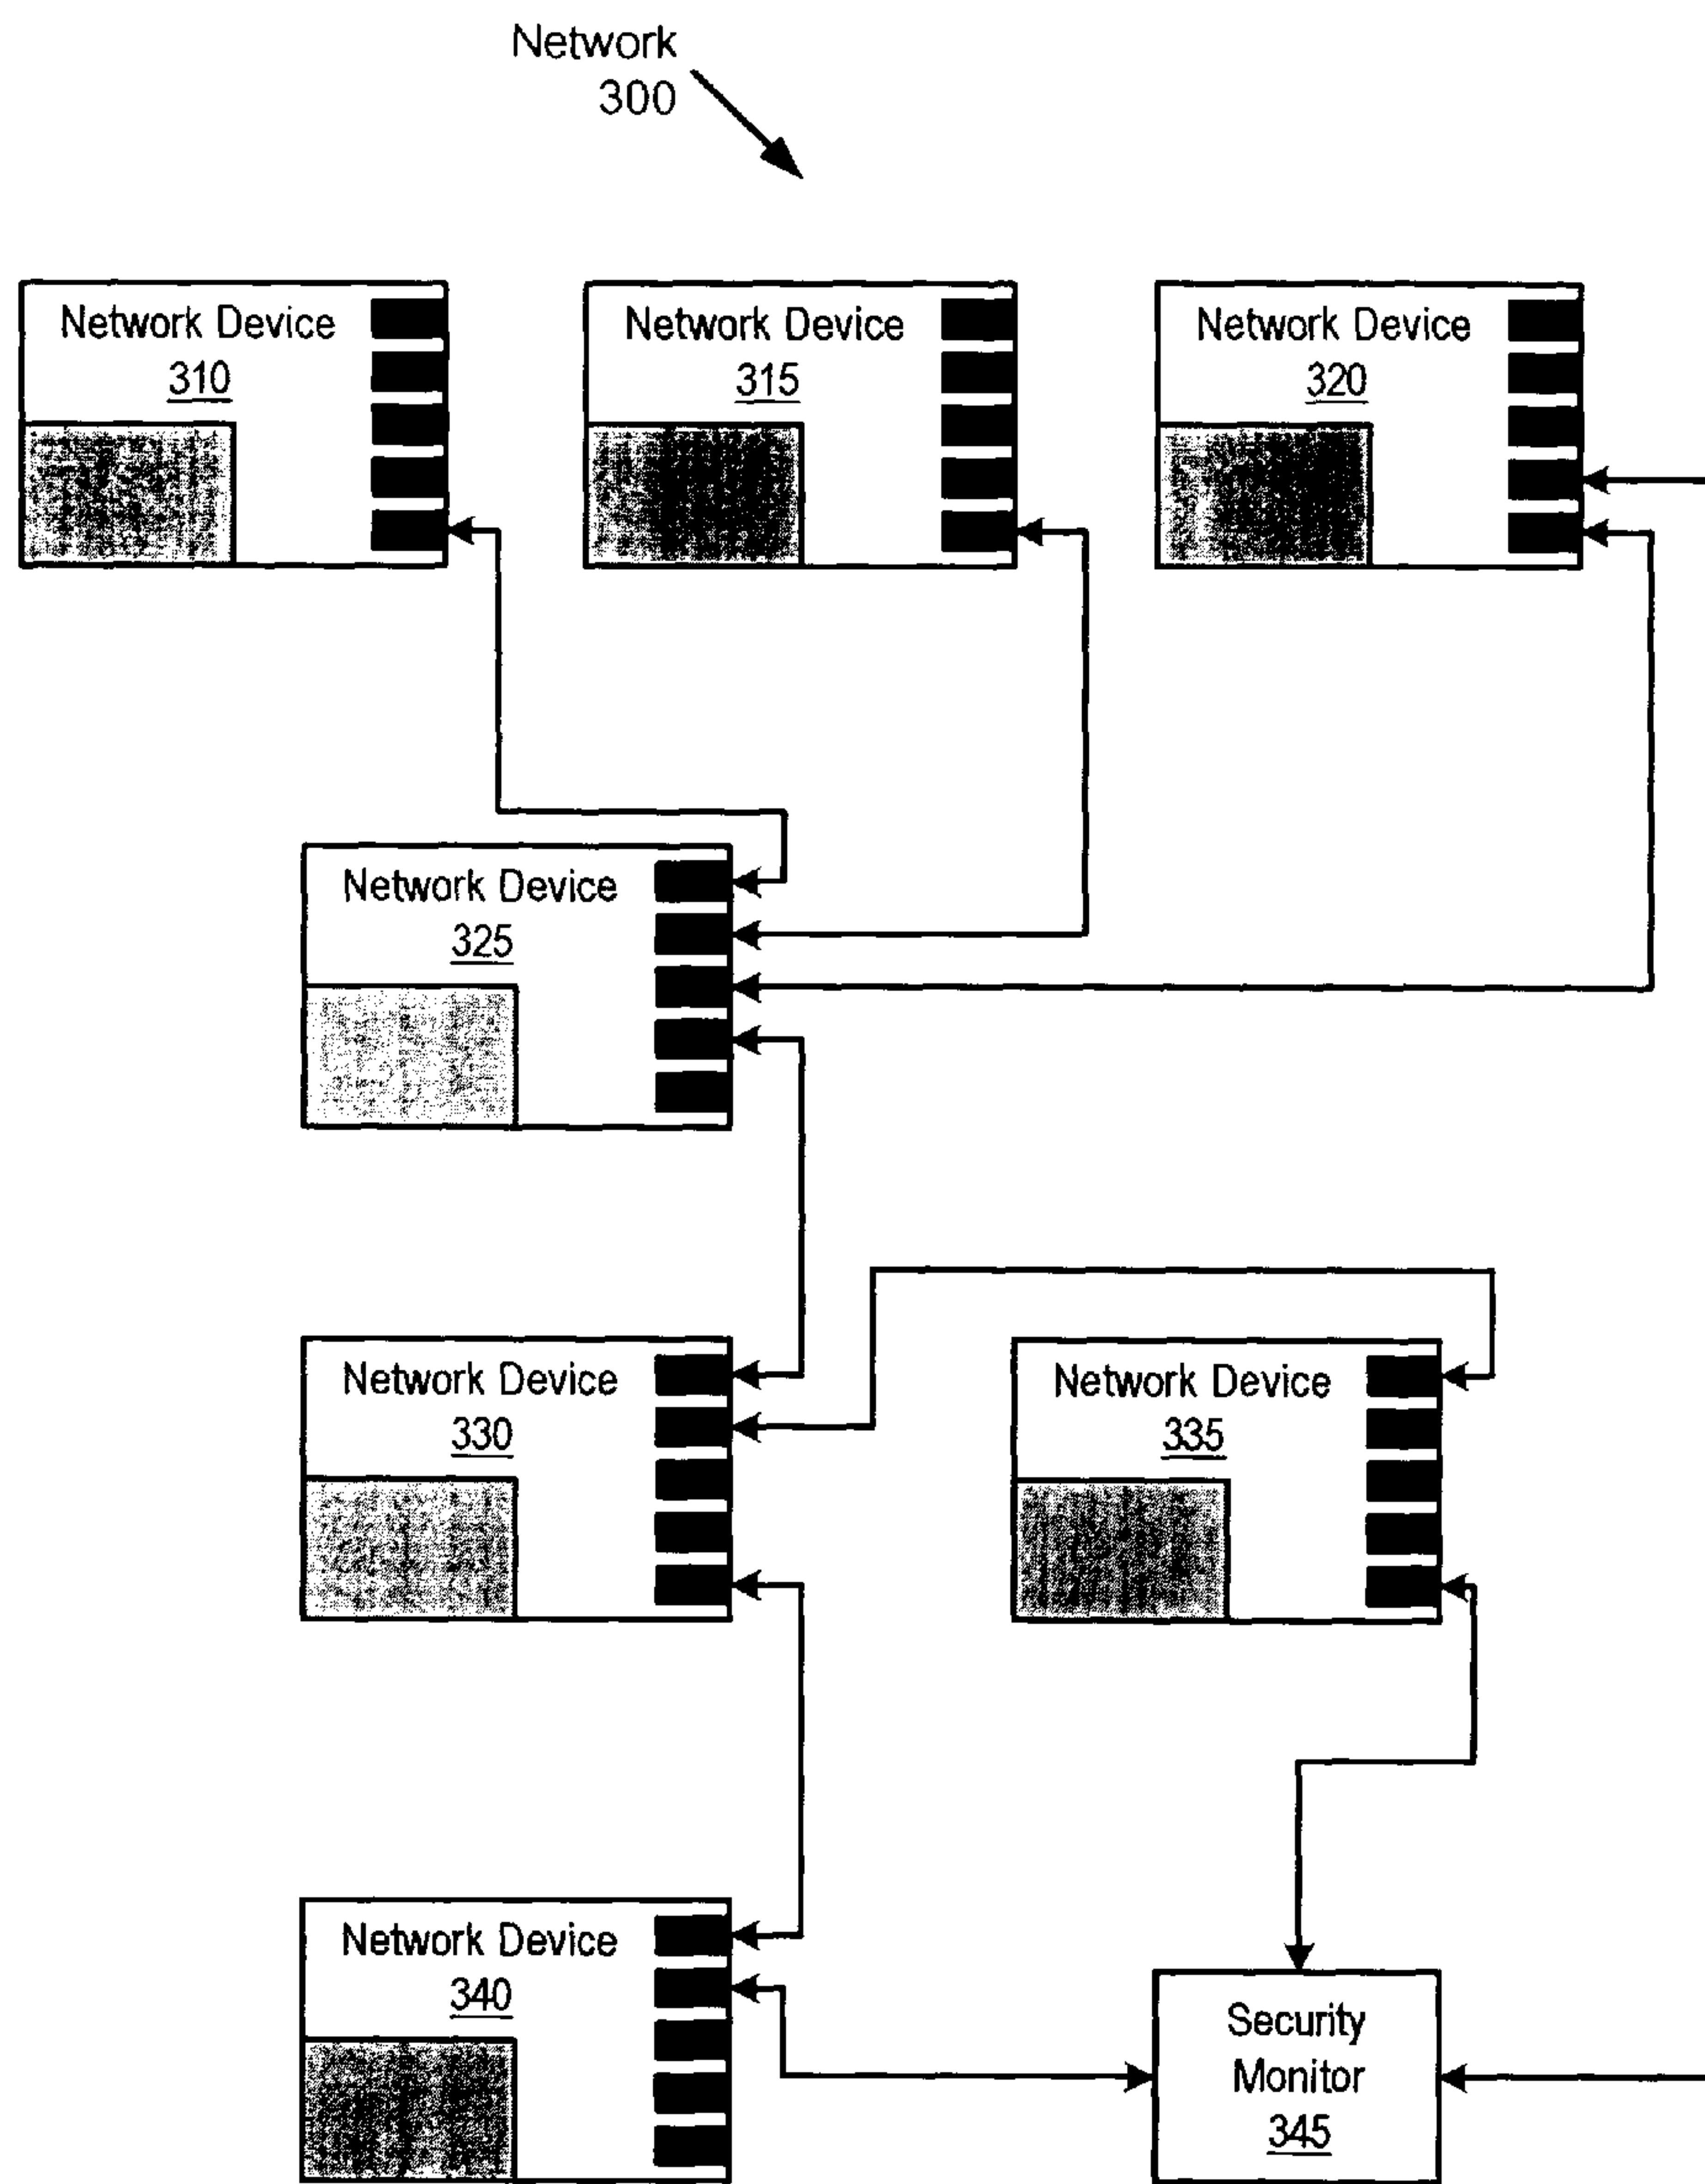 Network
300
Network Device
310
Network Device
315
Network Device
320
Network Device
325
Network Device
330
Network Device
335
Network Device
340
Security
Monitor
345